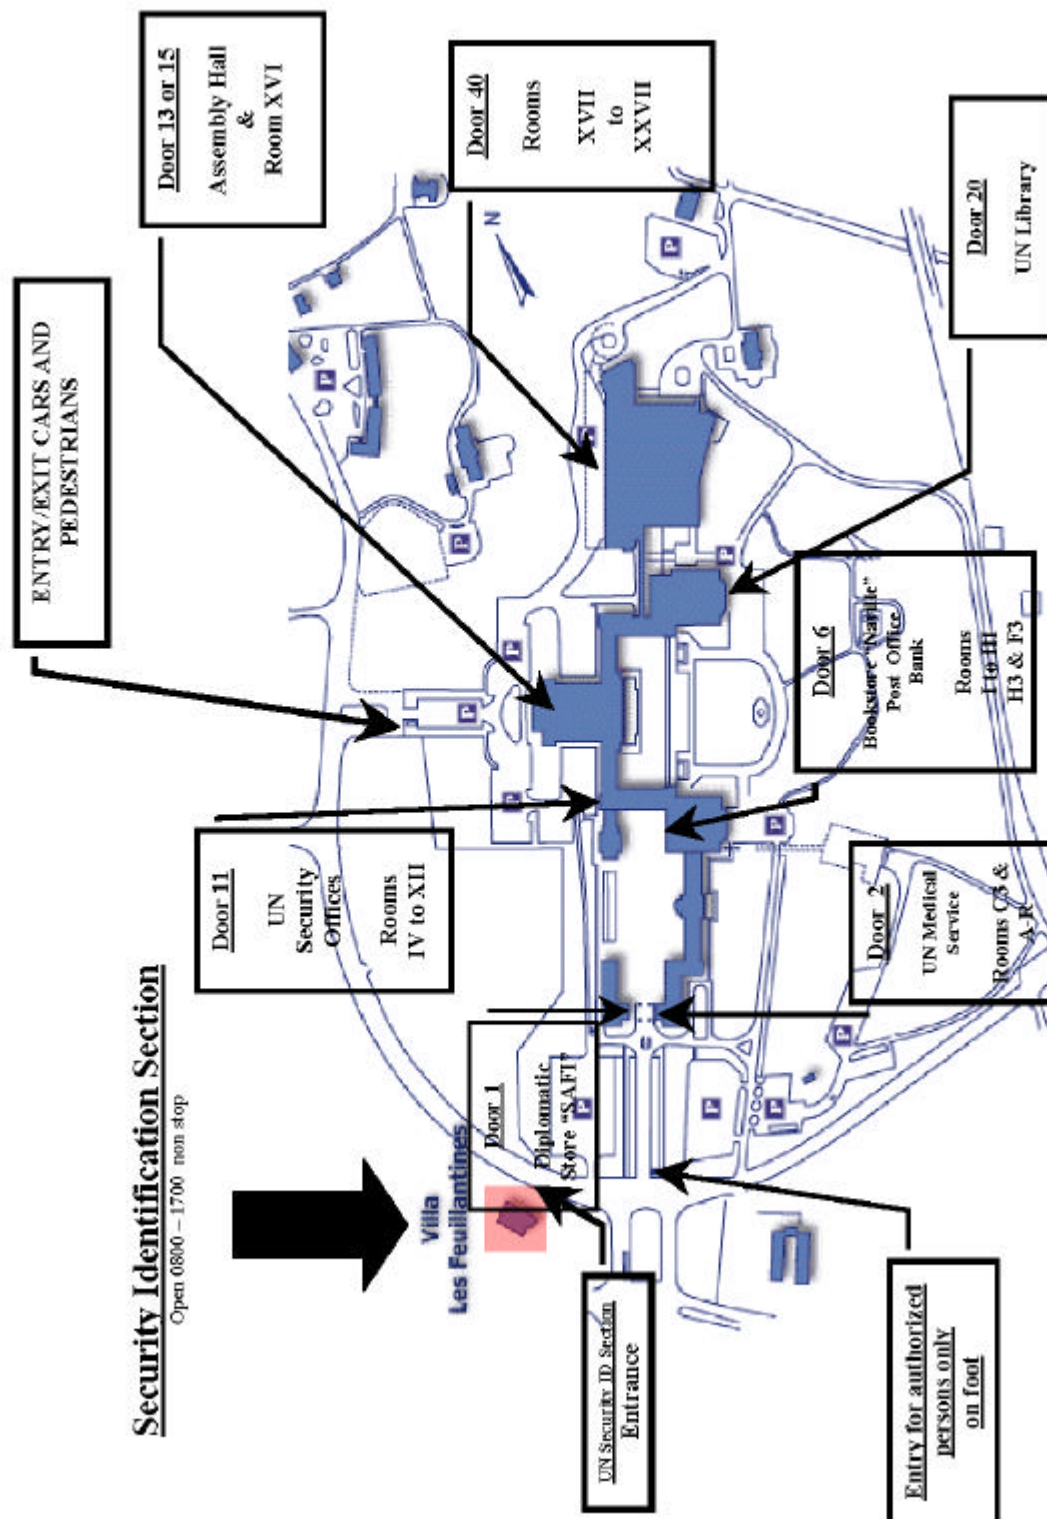 Security Identification Section
Open 0800 – 1700 non stop
Villa
Les Feuillantines
UN Security ID Section
Entrance
Entry for authorized
persons only
on foot
Door 1
Diplomatic
Store “SAFI”
Door 11
UN
Security
Offices
Rooms
IV to XII
ENTRY/EXIT CARS AND
PEDESTRIANS
Door 13 or 15
Assembly Hall
&
Room XVI
Door 40
Rooms
XVII
to
XXVII
N
Door 20
UN Library
Door 6
Bookstore “Naville”
Post Office
Bank
Rooms
I to III
H3 & F3
Door 2
UN Medical
Service
Rooms C3 &
A-R
P
P
P
P
P
P
P
P
P
P
P
P
P
P